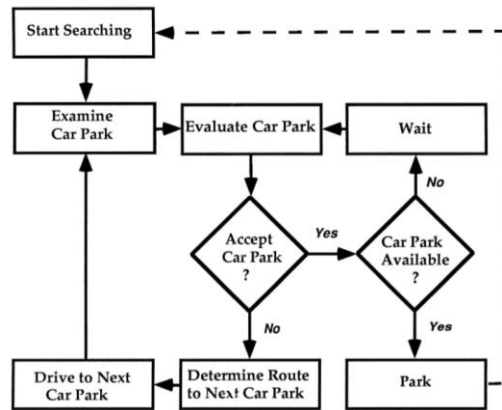 Start Searching
Examine
Car Park
Evaluate Car Park
Wait
No
Accept
Car Park
?
Yes
Car Park
Available
?
No
Yes
Drive to Next
Car Park
Determine Route
to Next Car Park
Park